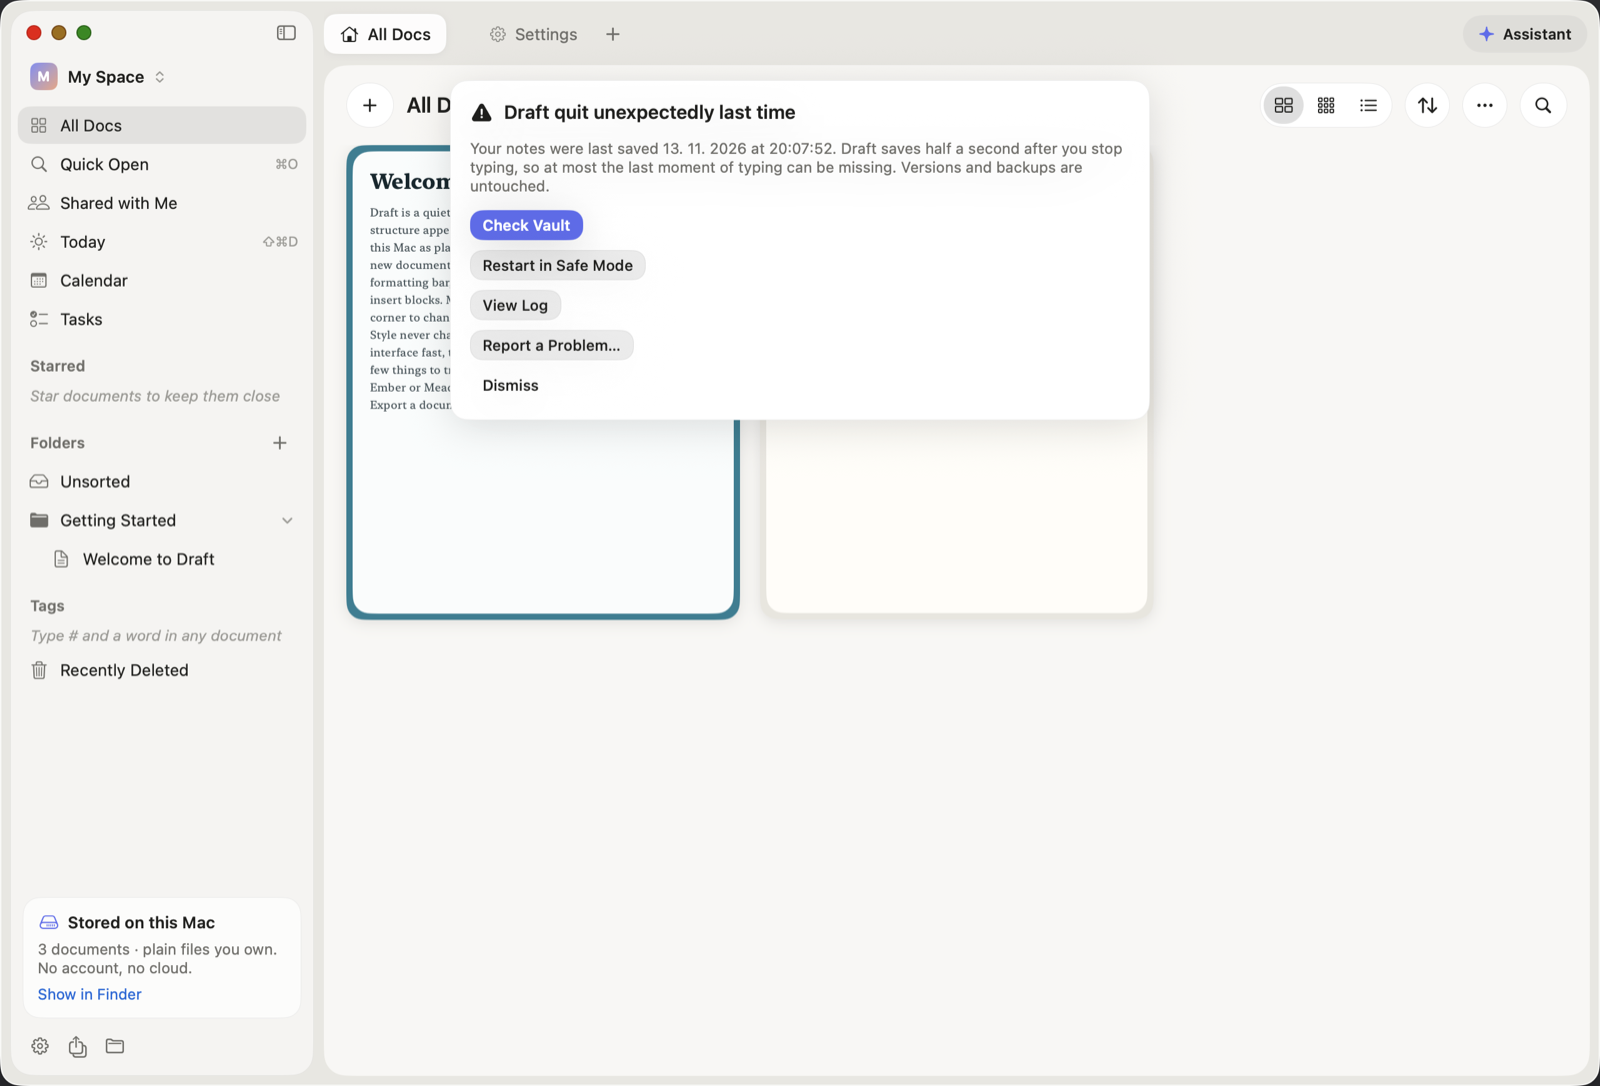 All Docs
Settings
Assistant
M
My Space
All Docs
Quick Open ⌘O
Shared with Me
Today ⇧⌘D
Calendar
Tasks
Starred
Star documents to keep them close
Folders
Unsorted
Getting Started
Welcome to Draft
Tags
Type # and a word in any document
Recently Deleted
Stored on this Mac
3 documents · plain files you own.
No account, no cloud.
Show in Finder
All D
Draft quit unexpectedly last time
Your notes were last saved 13. 11. 2026 at 20:07:52. Draft saves half a second after you stop
typing, so at most the last moment of typing can be missing. Versions and backups are
untouched.
Check Vault
Restart in Safe Mode
View Log
Report a Problem...
Dismiss
Draft is a quiet
structure appe
this Mac as pla
new document
formatting bar
insert blocks.
corner to chan
Style never cha
interface fast,
few things to
Ember or Mead
Export a docu